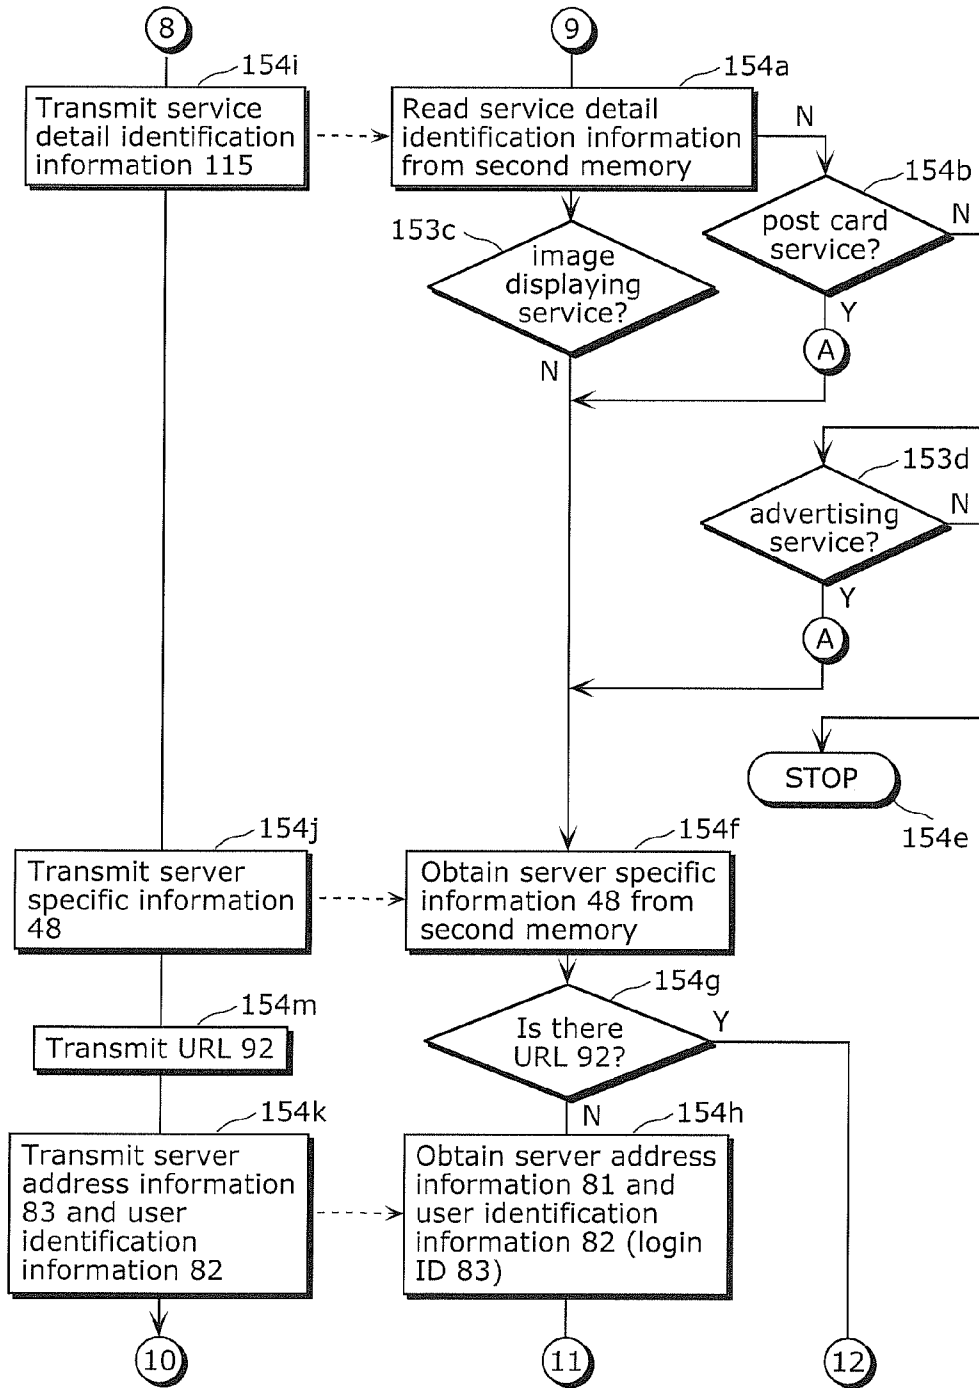 8
9
154i
154a
Transmit service
detail identification
information 115
Read service detail
identification information
from second memory
N
154b
post card
service?
N
Y
A
153c
image
displaying
service?
N
153d
advertising
service?
N
Y
A
STOP
154e
154j
Transmit server
specific information
48
154f
Obtain server specific
information 48 from
second memory
154m
Transmit URL 92
154g
Is there
URL 92?
Y
N
154k
Transmit server
address information
83 and user
identification
information 82
154h
Obtain server address
information 81 and
user identification
information 82 (login
ID 83)
10
11
12